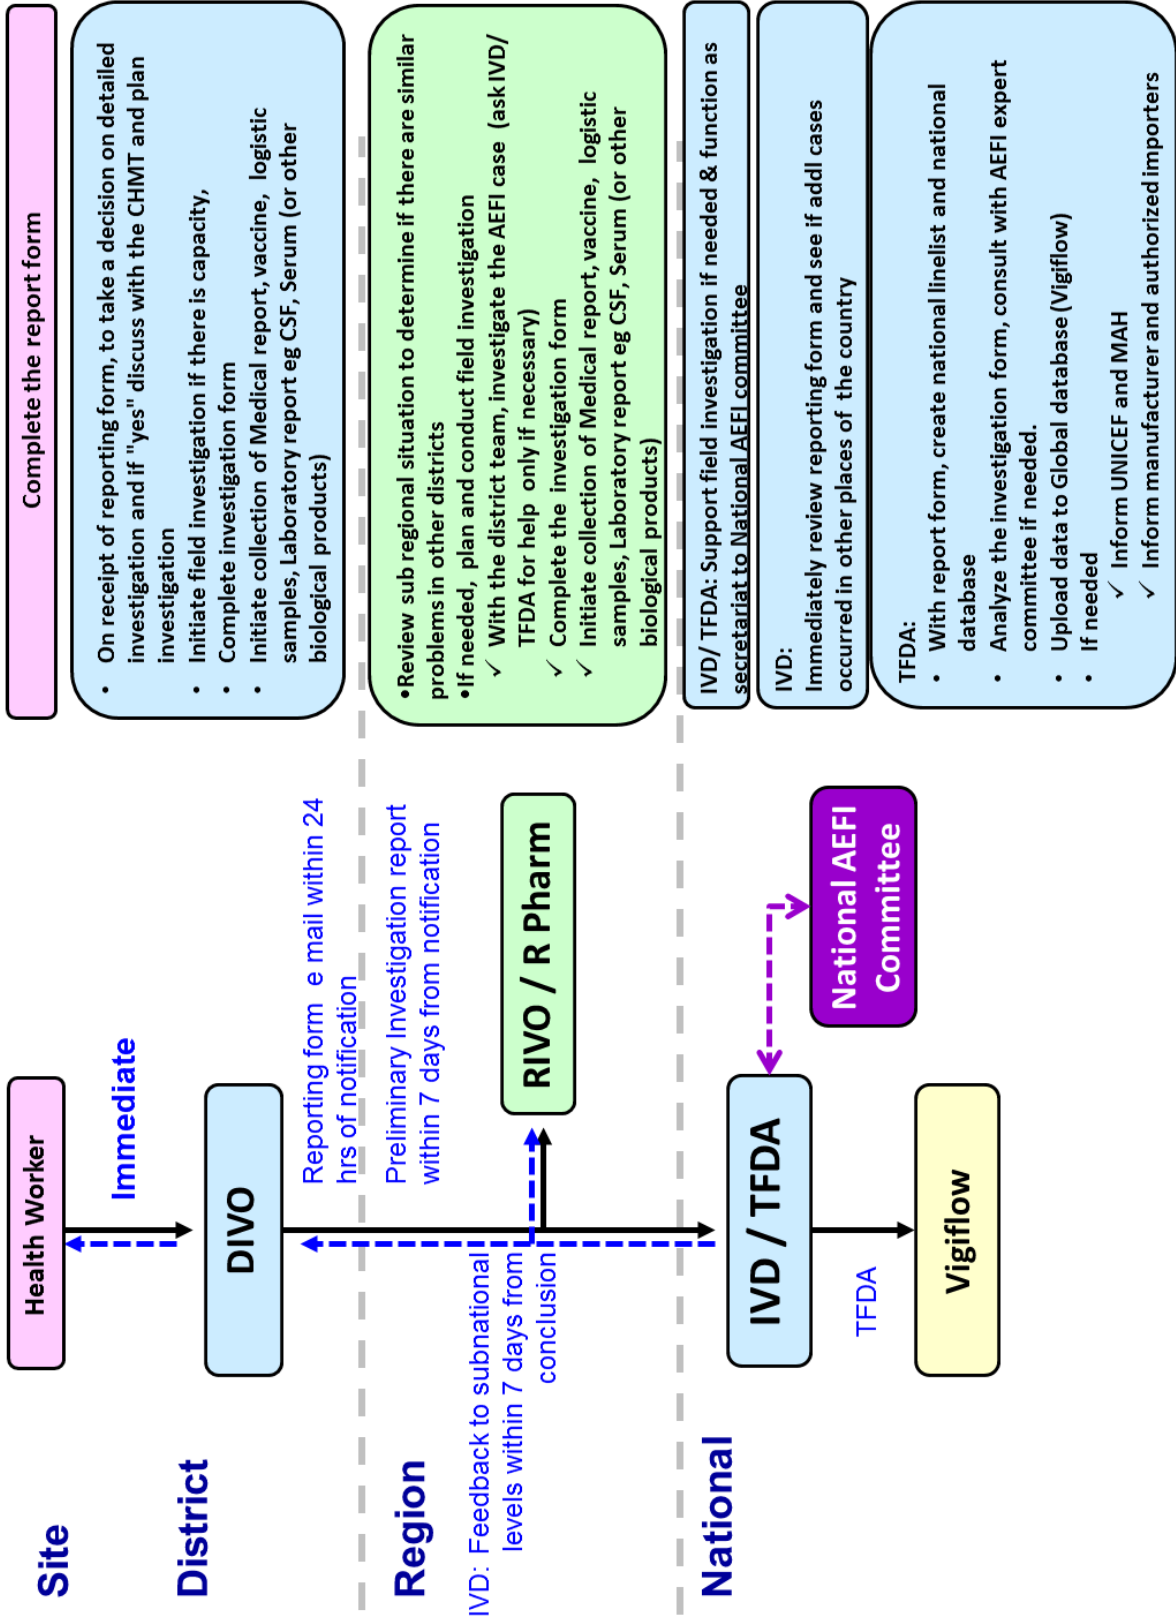 Site
Health Worker
Complete the report form
Immediate
District
DIVO
• On receipt of reporting form, to take a decision on detailed
investigation and if "yes" discuss with the CHMT and plan
investigation
• Initiate field investigation if there is capacity,
• Complete investigation form
• Initiate collection of Medical report, vaccine, logistic
samples, Laboratory report eg CSF, Serum (or other
biological products)
Reporting form e mail within 24
hrs of notification
Region
Preliminary Investigation report
within 7 days from notification
IVD: Feedback to subnational
levels within 7 days from
conclusion
RIVO / R Pharm
•Review sub regional situation to determine if there are similar
problems in other districts
•If needed, plan and conduct field investigation
✓ With the district team, investigate the AEFI case (ask IVD/
TFDA for help only if necessary)
✓ Complete the investigation form
✓ Initiate collection of Medical report, vaccine, logistic
samples, Laboratory report eg CSF, Serum (or other
biological products)
National
IVD / TFDA
National AEFI
Committee
TFDA
Vigiflow
IVD/ TFDA: Support field investigation if needed & function as
secretariat to National AEFI committee
IVD:
Immediately review reporting form and see if addl cases
occurred in other places of the country
TFDA:
• With report form, create national linelist and national
database
• Analyze the investigation form, consult with AEFI expert
committee if needed.
• Upload data to Global database (Vigiflow)
• If needed
✓ Inform UNICEF and MAH
✓ Inform manufacturer and authorized importers